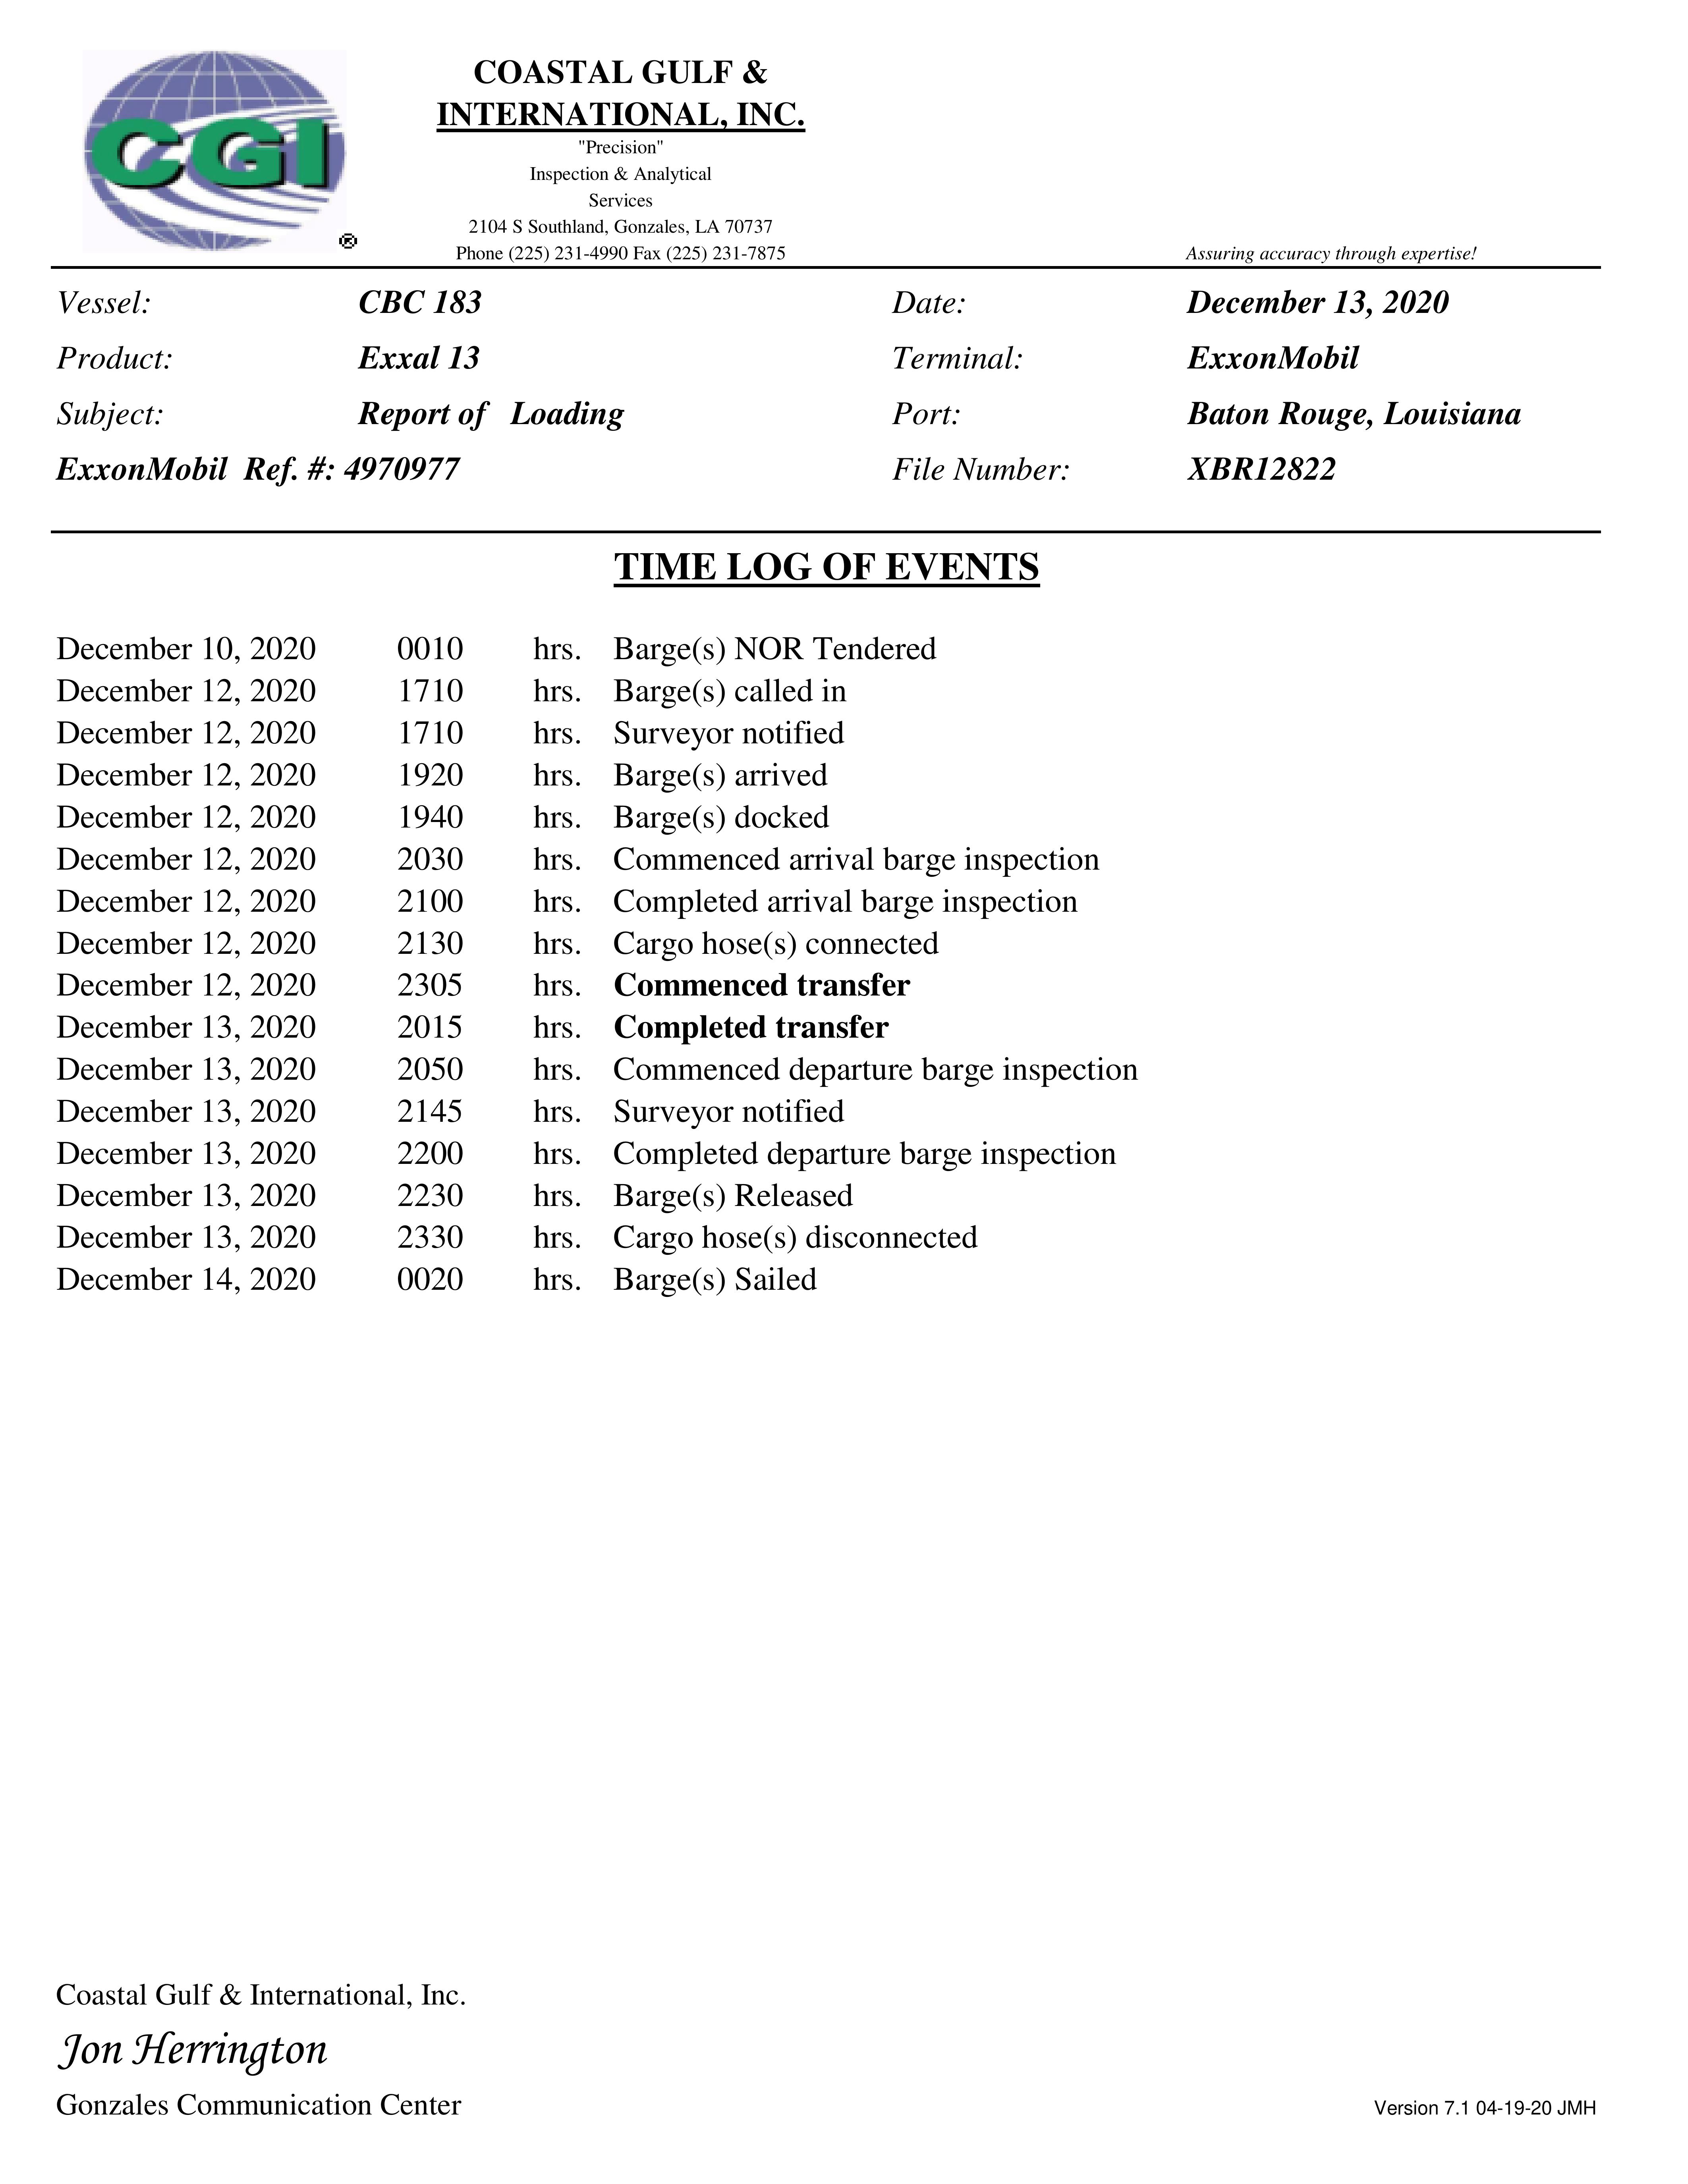 CGI
®
COASTAL GULF &
INTERNATIONAL, INC.
"Precision"
Inspection & Analytical
Services
2104 S Southland, Gonzales, LA 70737
Phone (225) 231-4990 Fax (225) 231-7875
Assuring accuracy through expertise!
Vessel: CBC 183 Date: December 13, 2020
Product: Exxal 13 Terminal: ExxonMobil
Subject: Report of Loading Port: Baton Rouge, Louisiana
ExxonMobil Ref. #: 4970977 File Number: XBR12822
TIME LOG OF EVENTS
December 10, 2020 0010 hrs. Barge(s) NOR Tendered
December 12, 2020 1710 hrs. Barge(s) called in
December 12, 2020 1710 hrs. Surveyor notified
December 12, 2020 1920 hrs. Barge(s) arrived
December 12, 2020 1940 hrs. Barge(s) docked
December 12, 2020 2030 hrs. Commenced arrival barge inspection
December 12, 2020 2100 hrs. Completed arrival barge inspection
December 12, 2020 2130 hrs. Cargo hose(s) connected
December 12, 2020 2305 hrs. Commenced transfer
December 13, 2020 2015 hrs. Completed transfer
December 13, 2020 2050 hrs. Commenced departure barge inspection
December 13, 2020 2145 hrs. Surveyor notified
December 13, 2020 2200 hrs. Completed departure barge inspection
December 13, 2020 2230 hrs. Barge(s) Released
December 13, 2020 2330 hrs. Cargo hose(s) disconnected
December 14, 2020 0020 hrs. Barge(s) Sailed
Coastal Gulf & International, Inc.
Jon Herrington
Gonzales Communication Center
Version 7.1 04-19-20 JMH